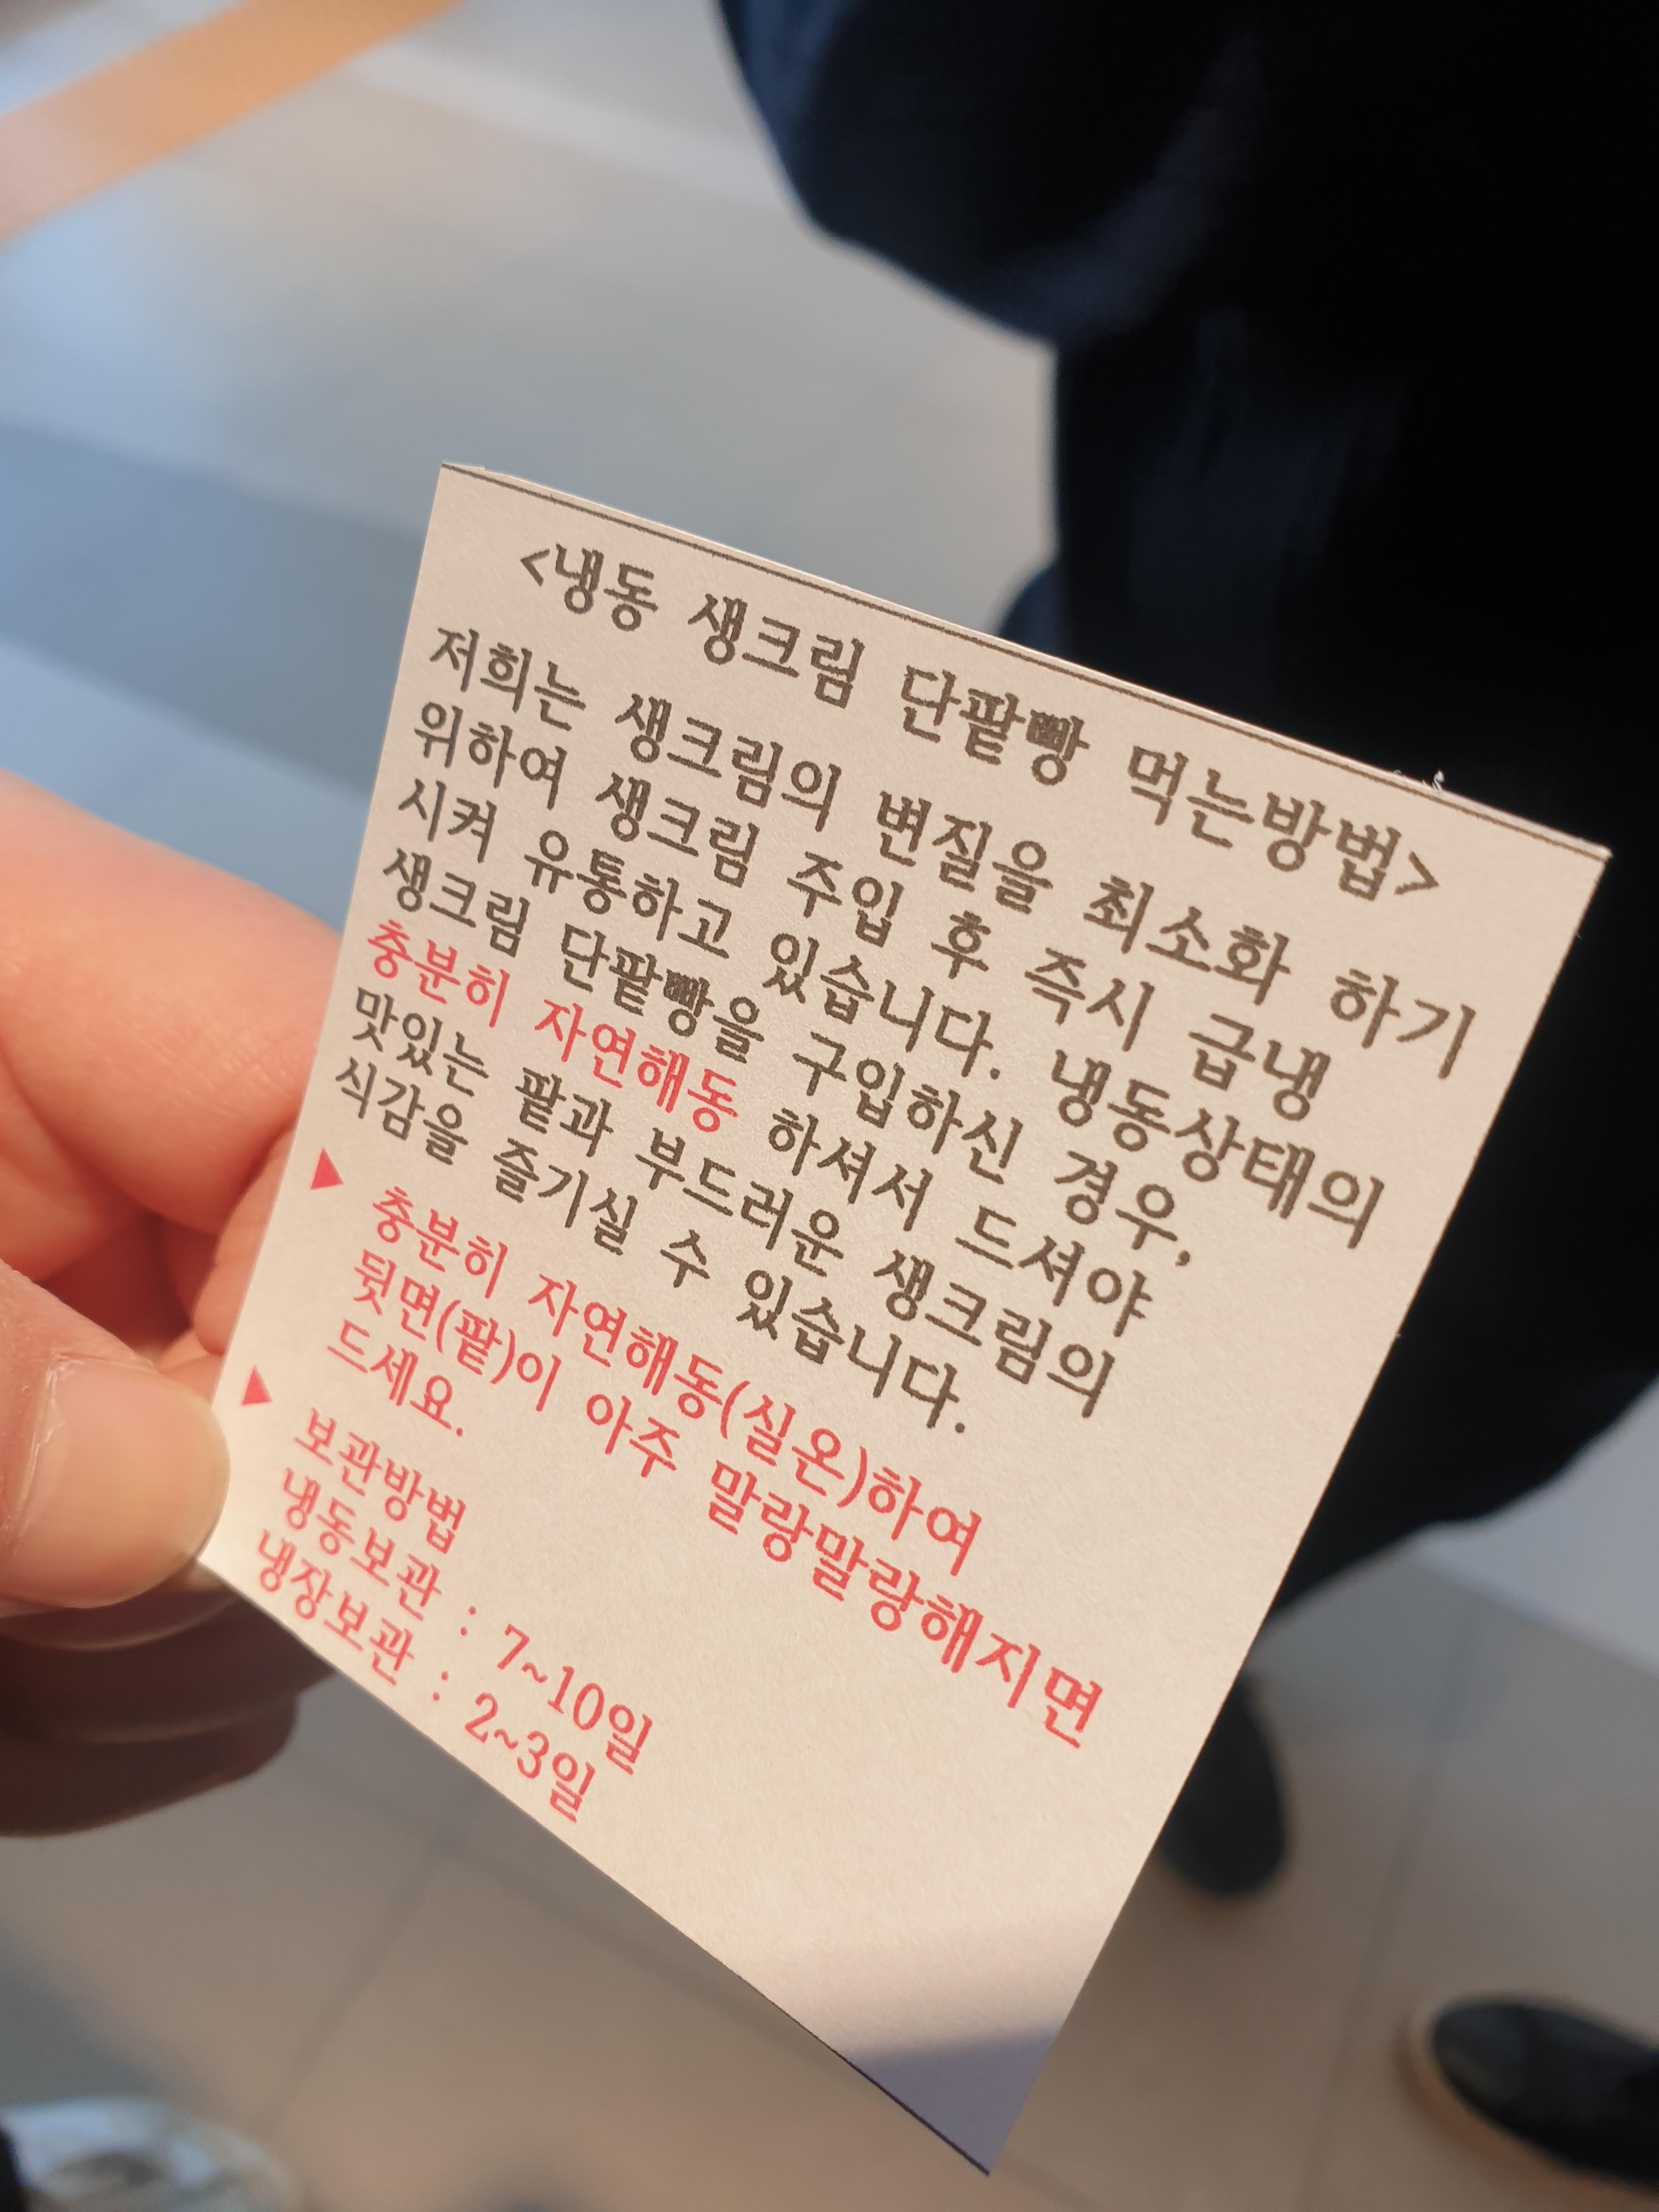 <냉동 생크림 단팥빵 먹는방법>
저희는 생크림의 변질을 최소화 하기
위하여 생크림 주입 후 즉시 급냉
시켜 유통하고 있습니다. 냉동상태의
생크림 단팥빵을 구입하신 경우,
충분히 자연해동 하셔서 드셔야
맛있는 팥과 부드러운 생크림의
식감을 즐기실 수 있습니다.
▶ 충분히 자연해동(실온)하여
뒷면(팥)이 아주 말랑말랑해지면
드세요.
▶ 보관방법
냉동보관 : 7~10일
냉장보관 : 2~3일